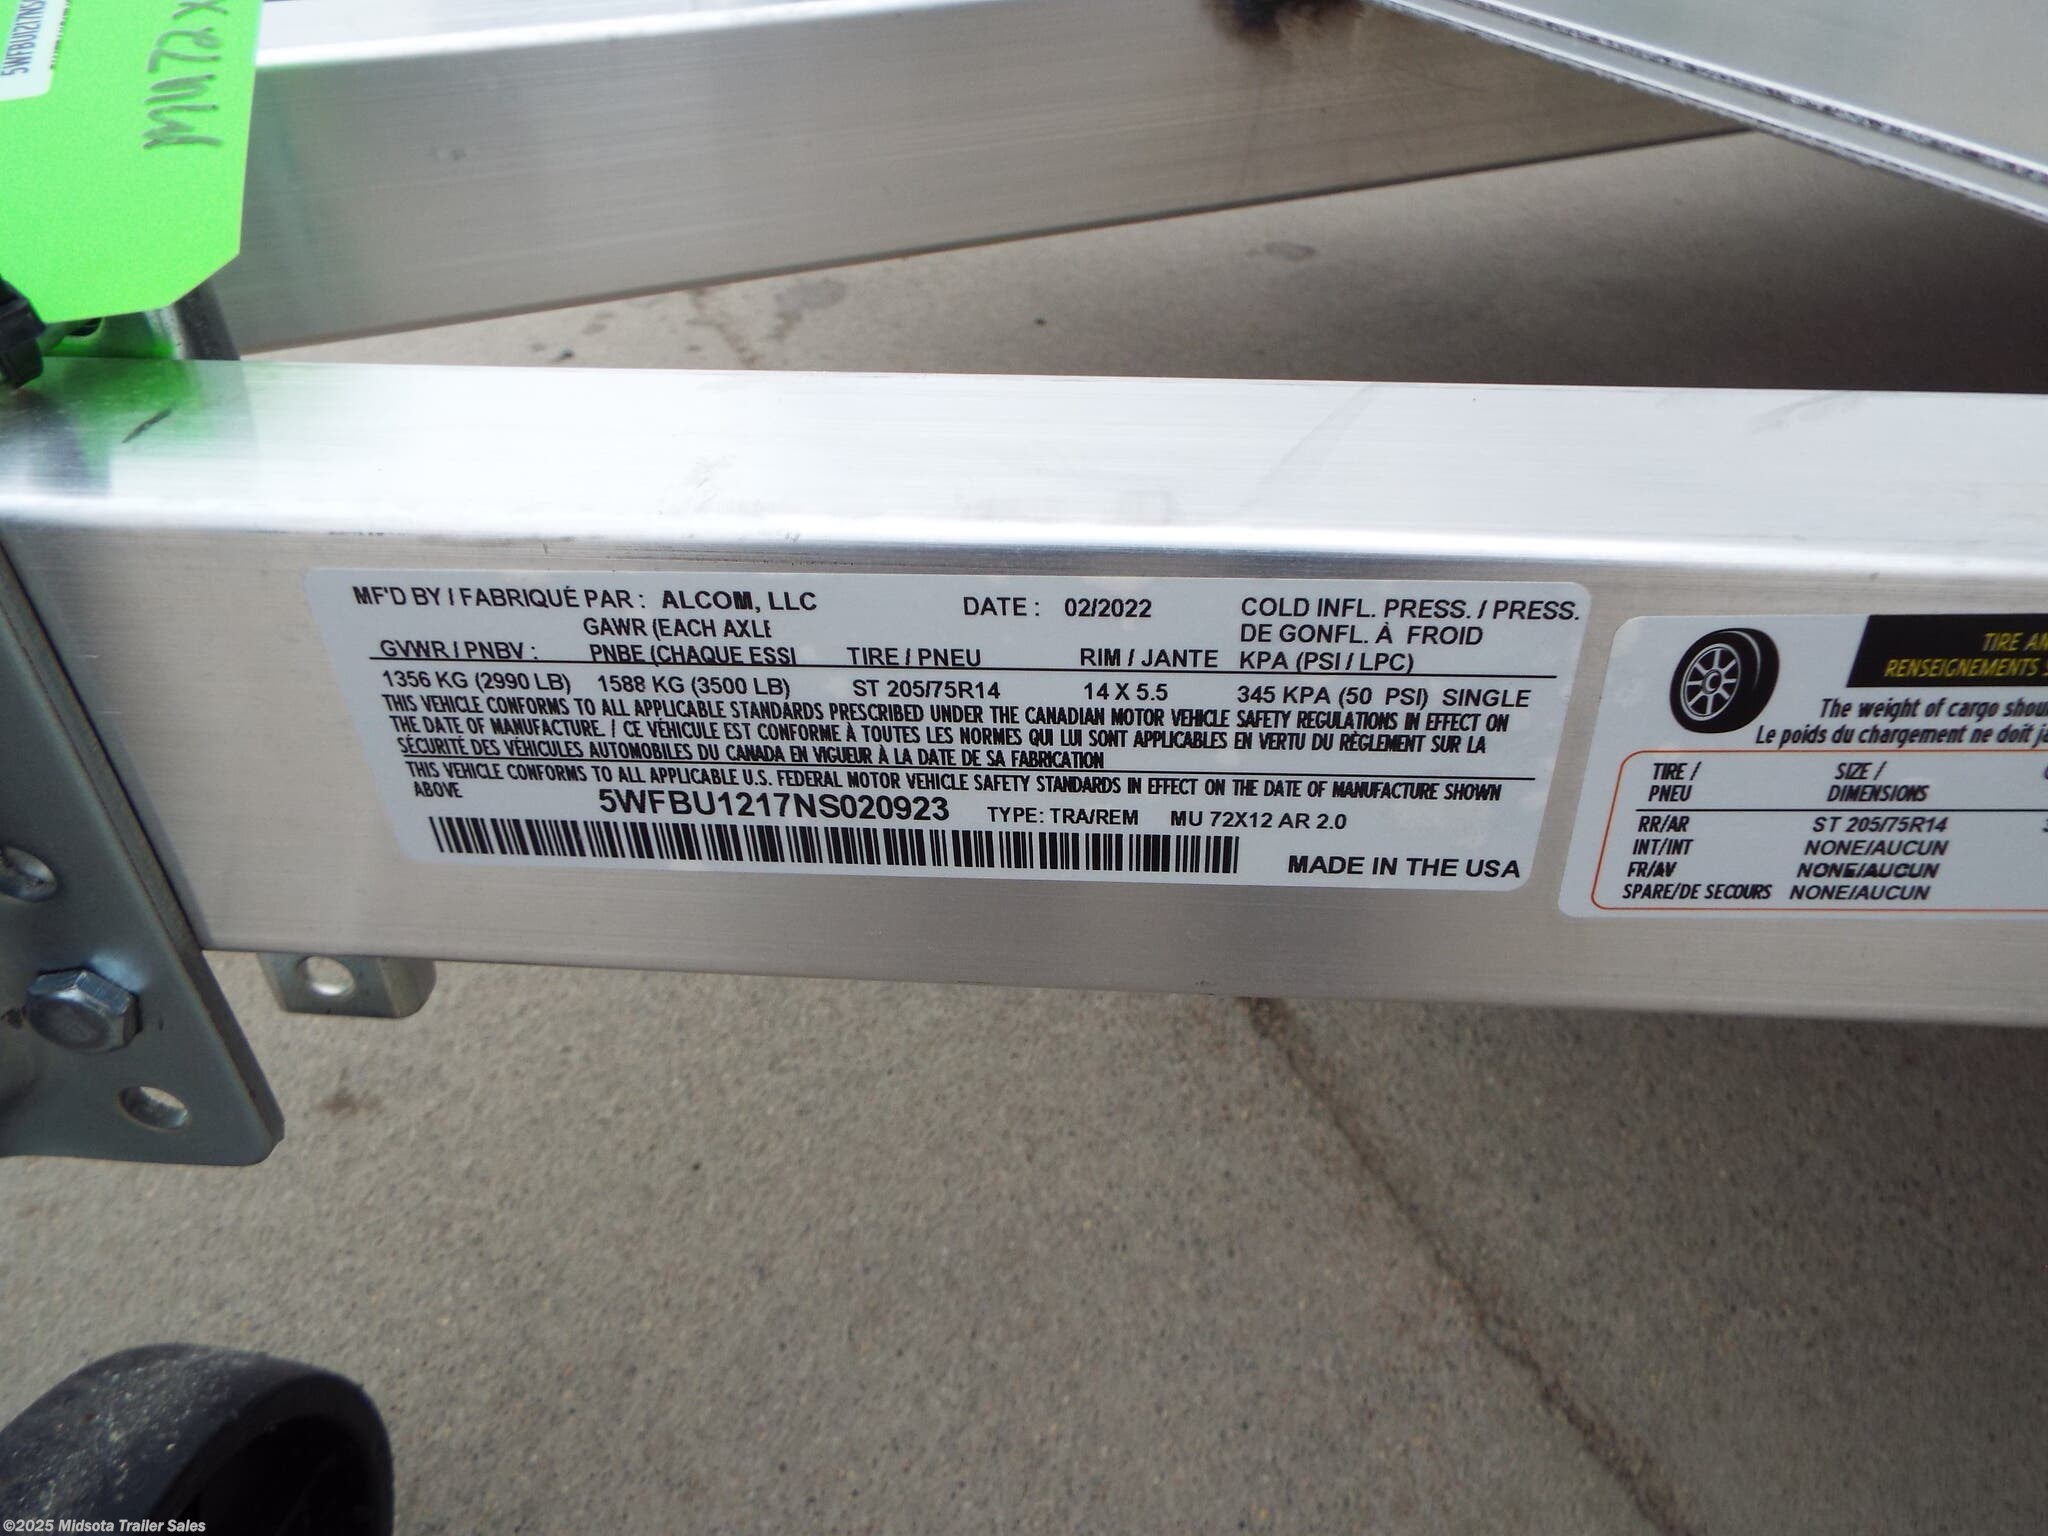 5WFBU1217NS
MU72X
MF'D BY / FABRIQUÉ PAR : ALCOM, LLC DATE : 02/2022 COLD INFL. PRESS. / PRESS.
GAWR (EACH AXLE DE GONFL. À FROID
GVWR / PNBV : PNBE (CHAQUE ESSI TIRE / PNEU RIM / JANTE KPA (PSI / LPC)
1356 KG (2990 LB) 1588 KG (3500 LB) ST 205/75R14 14 X 5.5 345 KPA (50 PSI) SINGLE
THIS VEHICLE CONFORMS TO ALL APPLICABLE STANDARDS PRESCRIBED UNDER THE CANADIAN MOTOR VEHICLE SAFETY REGULATIONS IN EFFECT ON
THE DATE OF MANUFACTURE. / CE VÉHICULE EST CONFORME À TOUTES LES NORMES QUI LUI SONT APPLICABLES EN VERTU DU RÈGLEMENT SUR LA
SÉCURITÉ DES VÉHICULES AUTOMOBILES DU CANADA EN VIGUEUR À LA DATE DE SA FABRICATION
THIS VEHICLE CONFORMS TO ALL APPLICABLE U.S. FEDERAL MOTOR VEHICLE SAFETY STANDARDS IN EFFECT ON THE DATE OF MANUFACTURE SHOWN
ABOVE
5WFBU1217NS020923 TYPE: TRA/REM MU 72X12 AR 2.0
MADE IN THE USA
TIRE AN
RENSEIGNEMENTS S
The weight of cargo shou
Le poids du chargement ne doit ja
TIRE / SIZE /
PNEU DIMENSIONS
RR/AR ST 205/75R14
INT/INT NONE/AUCUN
FR/AV NONE/AUCUN
SPARE/DE SECOURS NONE/AUCUN
©2025 Midsota Trailer Sales